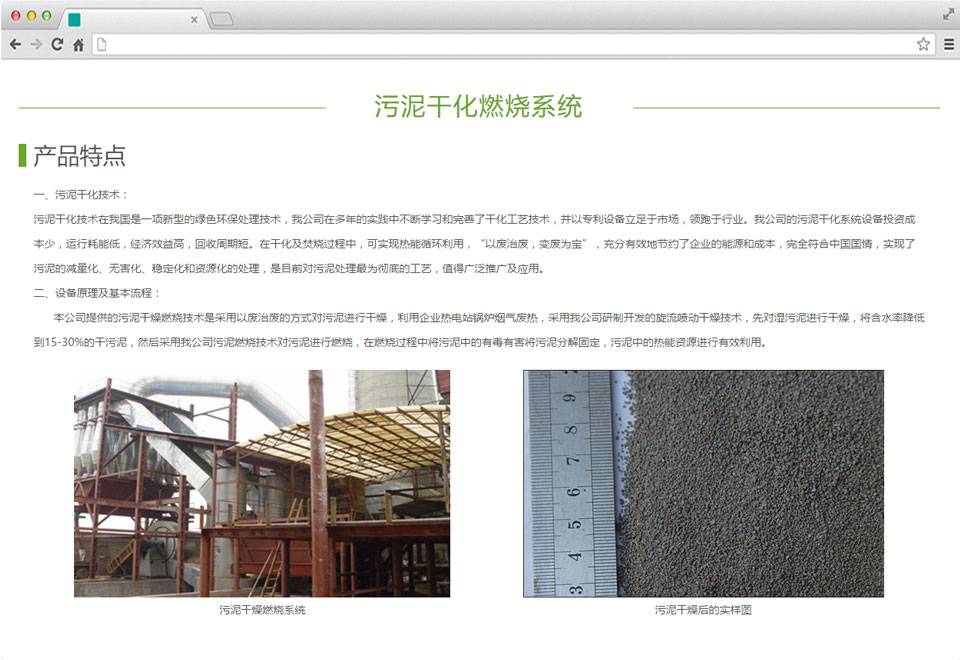 污泥干化燃烧系统
产品特点
一、污泥干化技术：
污泥干化技术在我国是一项新型的绿色环保处理技术，我公司在多年的实践中不断学习和完善了干化工艺技术，并以专利设备立足于市场，领跑于行业。我公司的污泥干化系统设备投资成
本少，运行耗能低，经济效益高，回收周期短。在干化及焚烧过程中，可实现热能循环利用，“以废治废，变废为宝”，充分有效地节约了企业的能源和成本，完全符合中国国情，实现了
污泥的减量化、无害化、稳定化和资源化的处理，是目前对污泥处理最为彻底的工艺，值得广泛推广及应用。
二、设备原理及基本流程：
本公司提供的污泥干燥燃烧技术是采用以废治废的方式对污泥进行干燥，利用企业热电站锅炉烟气废热，采用我公司研制开发的旋流喷动干燥技术，先对湿污泥进行干燥，将含水率降低
到15-30%的干污泥，然后采用我公司污泥燃烧技术对污泥进行燃烧，在燃烧过程中将污泥中的有毒有害将污泥分解固定，污泥中的热能资源进行有效利用。
9
8
7
6
5
4
3
污泥干燥燃烧系统
污泥干燥后的实样图